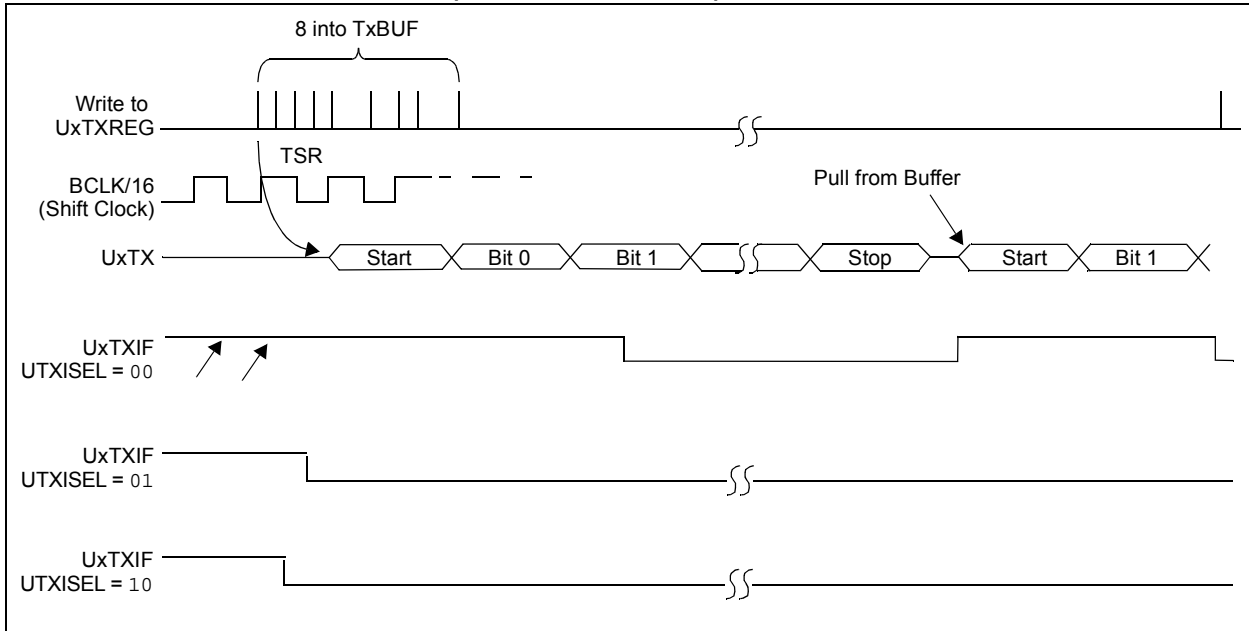 8 into TxBUF
Write to
UxTXREG
TSR
BCLK/16
(Shift Clock)
Pull from Buffer
UxTX
Start
Bit 0
Bit 1
Stop
Start
Bit 1
UxTXIF
UTXISEL = 00
UxTXIF
UTXISEL = 01
UxTXIF
UTXISEL = 10